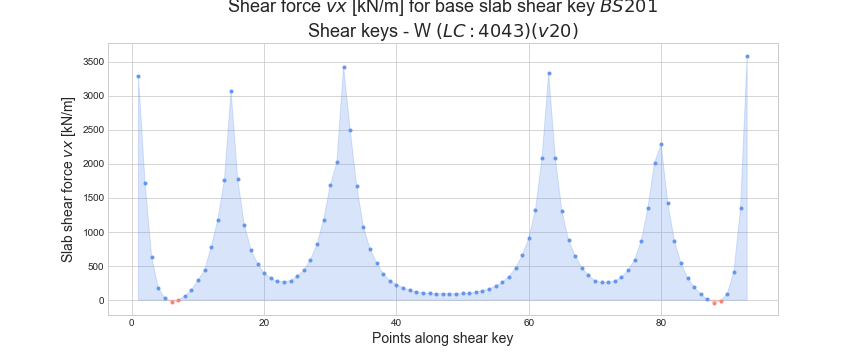 Shear force vx [kN/m] for base slab shear key BS201
Shear keys - W (LC : 4043)(v20)
Slab shear force vx [kN/m]
3500
3000
2500
2000
1500
1000
500
0
0 20 40 60 80
Points along shear key